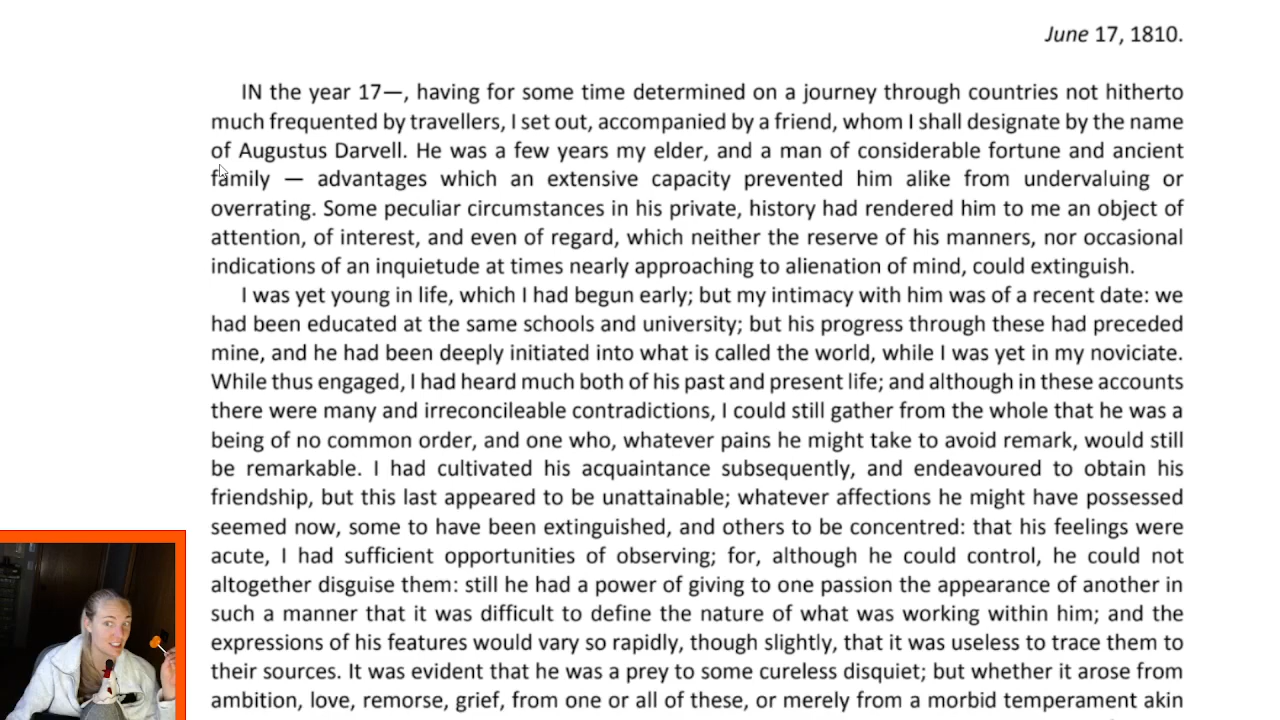 June 17, 1810.
IN the year 17—, having for some time determined on a journey through countries not hitherto
much frequented by travellers, I set out, accompanied by a friend, whom I shall designate by the name
of Augustus Darvell. He was a few years my elder, and a man of considerable fortune and ancient
family — advantages which an extensive capacity prevented him alike from undervaluing or
overrating. Some peculiar circumstances in his private, history had rendered him to me an object of
attention, of interest, and even of regard, which neither the reserve of his manners, nor occasional
indications of an inquietude at times nearly approaching to alienation of mind, could extinguish.
I was yet young in life, which I had begun early; but my intimacy with him was of a recent date: we
had been educated at the same schools and university; but his progress through these had preceded
mine, and he had been deeply initiated into what is called the world, while I was yet in my noviciate.
While thus engaged, I had heard much both of his past and present life; and although in these accounts
there were many and irreconcileable contradictions, I could still gather from the whole that he was a
being of no common order, and one who, whatever pains he might take to avoid remark, would still
be remarkable. I had cultivated his acquaintance subsequently, and endeavoured to obtain his
friendship, but this last appeared to be unattainable; whatever affections he might have possessed
seemed now, some to have been extinguished, and others to be concentred: that his feelings were
acute, I had sufficient opportunities of observing; for, although he could control, he could not
altogether disguise them: still he had a power of giving to one passion the appearance of another in
such a manner that it was difficult to define the nature of what was working within him; and the
expressions of his features would vary so rapidly, though slightly, that it was useless to trace them to
their sources. It was evident that he was a prey to some cureless disquiet; but whether it arose from
ambition, love, remorse, grief, from one or all of these, or merely from a morbid temperament akin